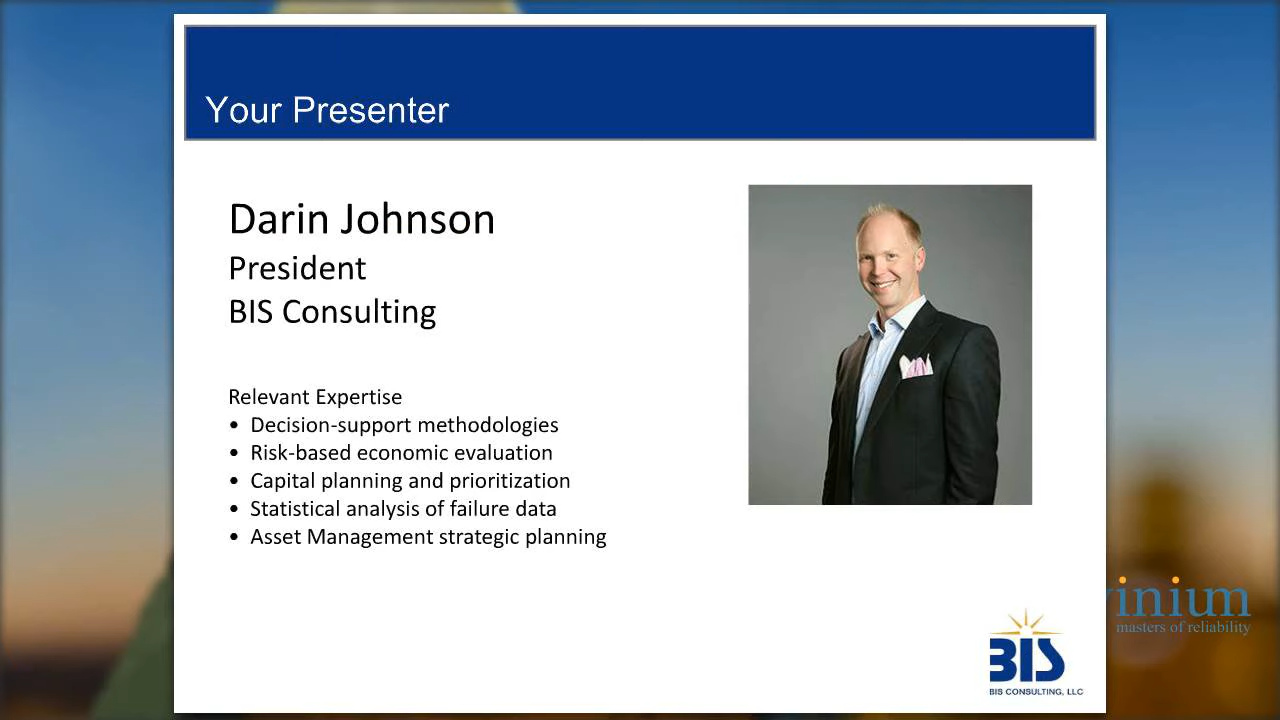 Your Presenter
Darin Johnson
President
BIS Consulting
Relevant Expertise
• Decision-support methodologies
• Risk-based economic evaluation
• Capital planning and prioritization
• Statistical analysis of failure data
• Asset Management strategic planning
inium
masters of reliability
BIS
BIS CONSULTING, LLC